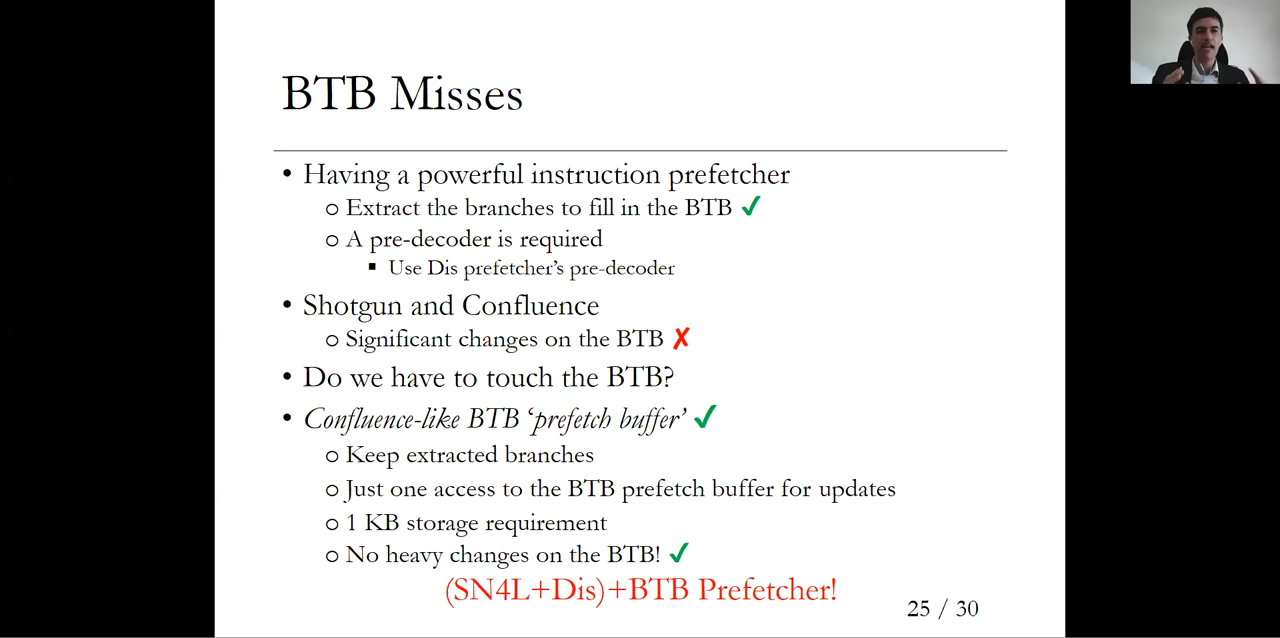 BTB Misses
• Having a powerful instruction prefetcher
o Extract the branches to fill in the BTB ✓
o A pre-decoder is required
▪ Use Dis prefetcher's pre-decoder
• Shotgun and Confluence
o Significant changes on the BTB ✗
• Do we have to touch the BTB?
• Confluence-like BTB 'prefetch buffer' ✓
o Keep extracted branches
o Just one access to the BTB prefetch buffer for updates
o 1 KB storage requirement
o No heavy changes on the BTB! ✓
(SN4L+Dis)+BTB Prefetcher!
25 / 30